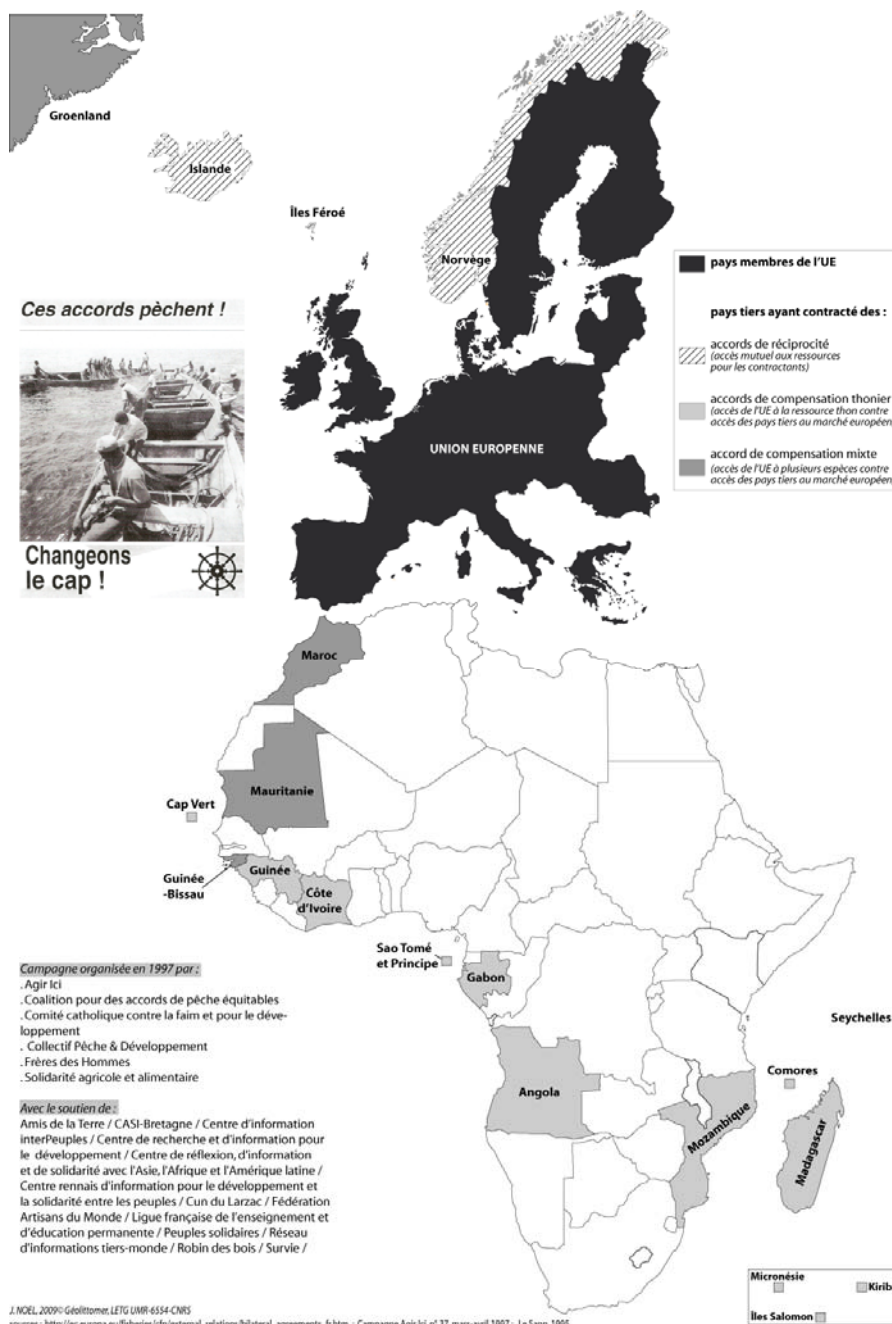 Groenland
Islande
Îles Féroé
Norvège
pays membres de l'UE
pays tiers ayant contracté des :
accords de réciprocité
(accès mutuel aux ressources
pour les contractants)
accords de compensation thonier
(accès de l'UE à la ressource thon contre
accès des pays tiers au marché européen
accord de compensation mixte
(accès de l'UE à plusieurs espèces contre
accès des pays tiers au marché européen
Ces accords pèchent !
Changeons
le cap !
UNION EUROPENNE
Maroc
Mauritanie
Cap Vert
Guinée
-Bissau
Guinée
Côte
d'Ivoire
Sao Tomé
et Principe
Gabon
Angola
Seychelles
Comores
Mozambique
Madagascar
Campagne organisée en 1997 par :
. Agir Ici
. Coalition pour des accords de pêche équitables
. Comité catholique contre la faim et pour le déve-
loppement
. Collectif Pêche & Développement
. Frères des Hommes
. Solidarité agricole et alimentaire
Avec le soutien de :
Amis de la Terre / CASI-Bretagne / Centre d'information
interPeuples / Centre de recherche et d'information pour
le développement / Centre de réflexion, d'information
et de solidarité avec l'Asie, l'Afrique et l'Amérique latine /
Centre rennais d'information pour le développement et
la solidarité entre les peuples / Cun du Larzac / Fédération
Artisans du Monde / Ligue française de l'enseignement et
d'éducation permanente / Peuples solidaires / Réseau
d'informations tiers-monde / Robin des bois / Survie /
Micronésie
Kirib
Îles Salomon
J. NOEL, 2009© Géolittomer, LETG UMR-6554-CNRS